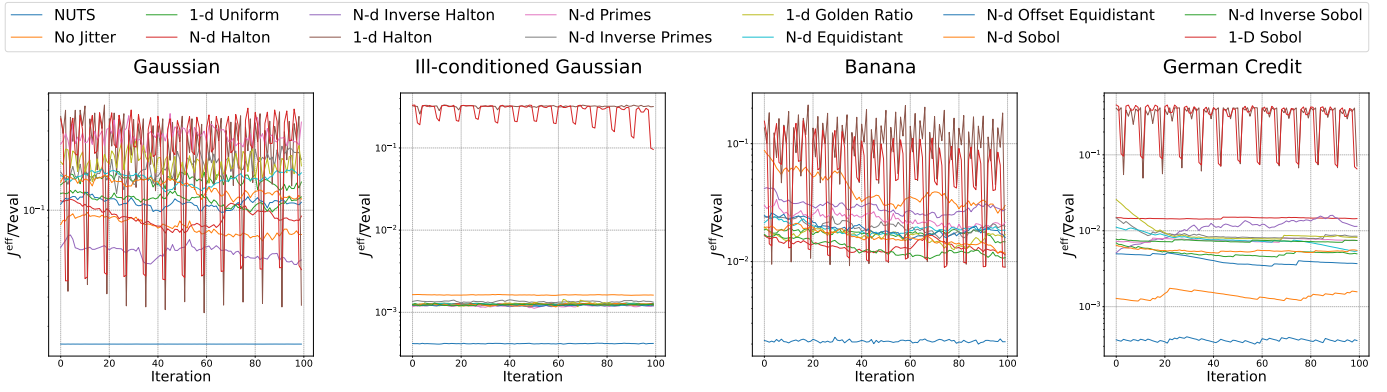 NUTS 1-d Uniform N-d Inverse Halton N-d Primes 1-d Golden Ratio N-d Offset Equidistant N-d Inverse Sobol
No Jitter N-d Halton 1-d Halton N-d Inverse Primes N-d Equidistant N-d Sobol 1-D Sobol
Gaussian Ill-conditioned Gaussian Banana German Credit
J^eff/∇eval
10^-1
0 20 40 60 80 100
Iteration
J^eff/∇eval
10^-1
10^-2
10^-3
0 20 40 60 80 100
Iteration
J^eff/∇eval
10^-1
10^-2
0 20 40 60 80 100
Iteration
J^eff/∇eval
10^-1
10^-2
10^-3
0 20 40 60 80 100
Iteration